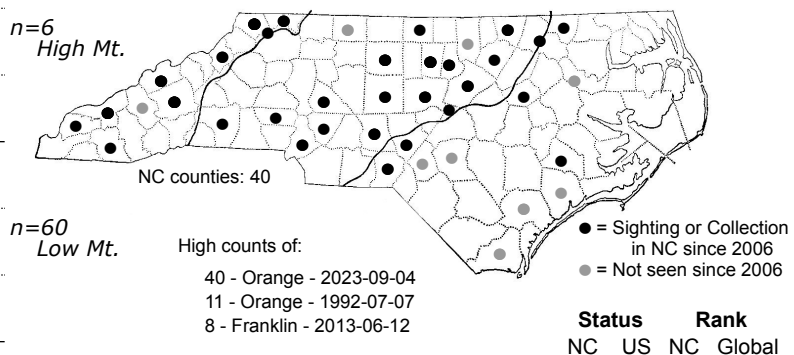 n=6
High Mt.
NC counties: 40
n=60
Low Mt.
High counts of:
40 - Orange - 2023-09-04
11 - Orange - 1992-07-07
8 - Franklin - 2013-06-12
= Sighting or Collection
in NC since 2006
= Not seen since 2006
Status Rank
NC US NC Global